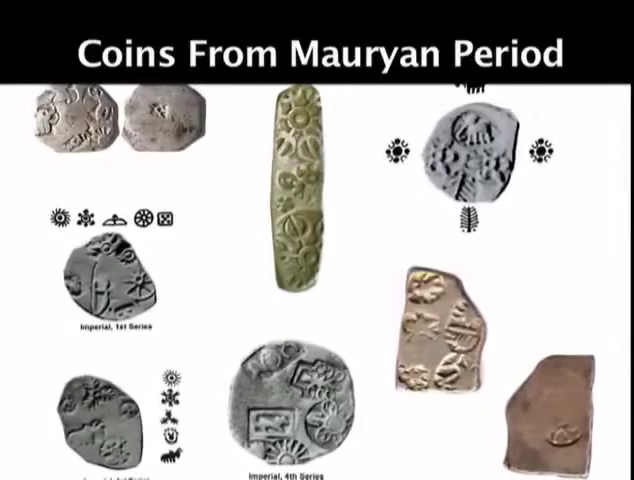 Coins From Mauryan Period
Imperial, 1st Series
Imperial, 4th Series